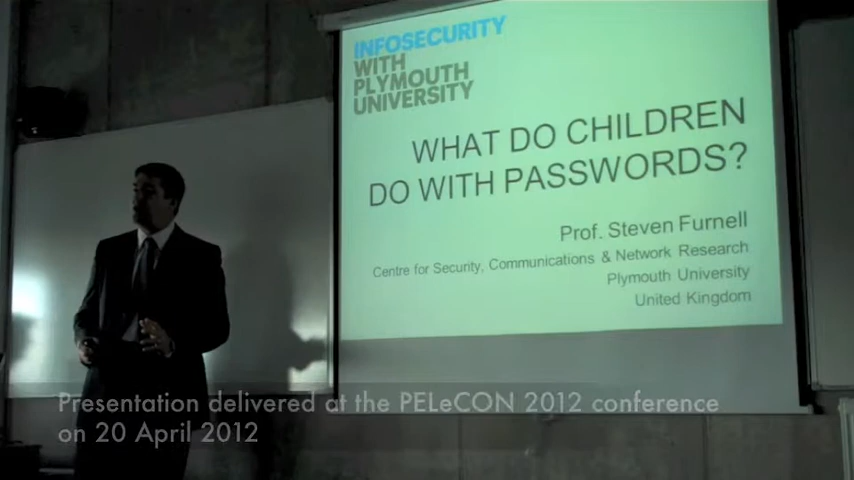 INFOSECURITY
WITH
PLYMOUTH
UNIVERSITY
WHAT DO CHILDREN
DO WITH PASSWORDS?
Prof. Steven Furnell
Centre for Security, Communications & Network Research
Plymouth University
United Kingdom
Presentation delivered at the PELeCON 2012 conference
on 20 April 2012